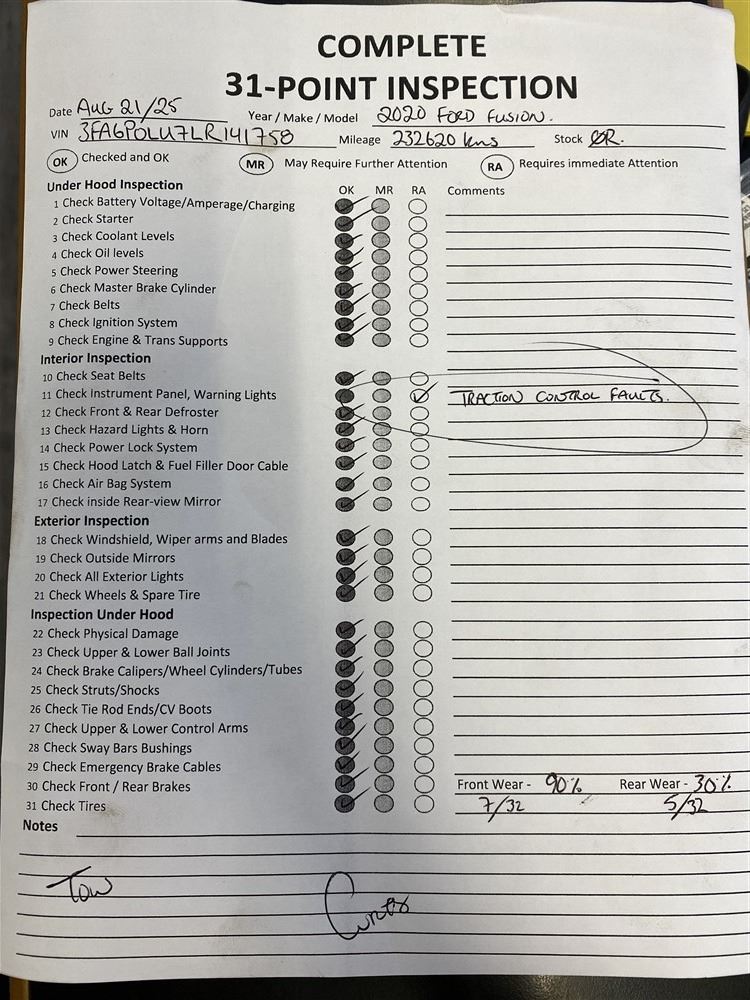 COMPLETE
31-POINT INSPECTION
Date AUG 21/25 Year / Make / Model 2020 FORD FUSION.
VIN 3FA6P0LU7LR141758 Mileage 232620 kms Stock
OK Checked and OK MR May Require Further Attention RA Requires immediate Attention
Under Hood Inspection OK MR RA Comments
1 Check Battery Voltage/Amperage/Charging
2 Check Starter
3 Check Coolant Levels
4 Check Oil levels
5 Check Power Steering
6 Check Master Brake Cylinder
7 Check Belts
8 Check Ignition System
9 Check Engine & Trans Supports
Interior Inspection
10 Check Seat Belts
11 Check Instrument Panel, Warning Lights TRACTION CONTROL FAULTS.
12 Check Front & Rear Defroster
13 Check Hazard Lights & Horn
14 Check Power Lock System
15 Check Hood Latch & Fuel Filler Door Cable
16 Check Air Bag System
17 Check inside Rear-view Mirror
Exterior Inspection
18 Check Windshield, Wiper arms and Blades
19 Check Outside Mirrors
20 Check All Exterior Lights
21 Check Wheels & Spare Tire
Inspection Under Hood
22 Check Physical Damage
23 Check Upper & Lower Ball Joints
24 Check Brake Calipers/Wheel Cylinders/Tubes
25 Check Struts/Shocks
26 Check Tie Rod Ends/CV Boots
27 Check Upper & Lower Control Arms
28 Check Sway Bars Bushings
29 Check Emergency Brake Cables
30 Check Front / Rear Brakes Front Wear - 90% Rear Wear - 30%
31 Check Tires 7/32 5/32
Notes
Tow Curtis